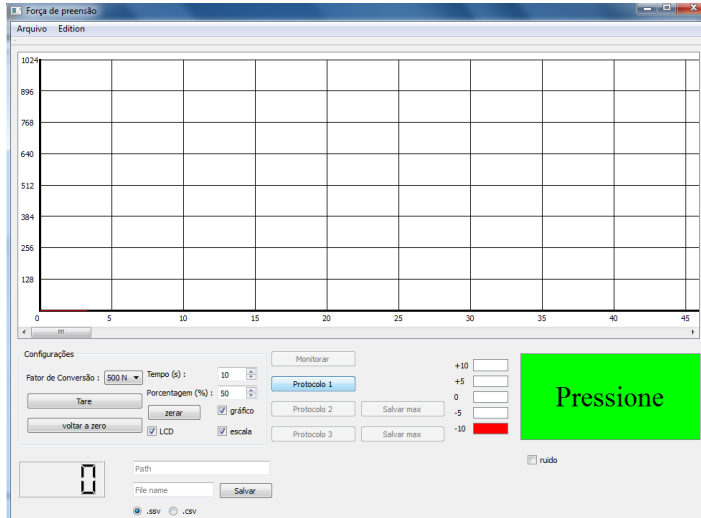 Força de preensão
Arquivo Edition
1024
896
768
640
512
384
256
128
0 5 10 15 20 25 30 35 40 45
Configurações
Fator de Conversão : 500 N
Tare
voltar a zero
Tempo (s) : 10
Porcentagem (%) : 50
zerar gráfico
LCD escala
Monitorar
Protocolo 1
Protocolo 2 Salvar max
Protocolo 3 Salvar max
+10
+5
0
-5
-10
Pressione
ruido
0
Path
File name Salvar
.ssv .csv